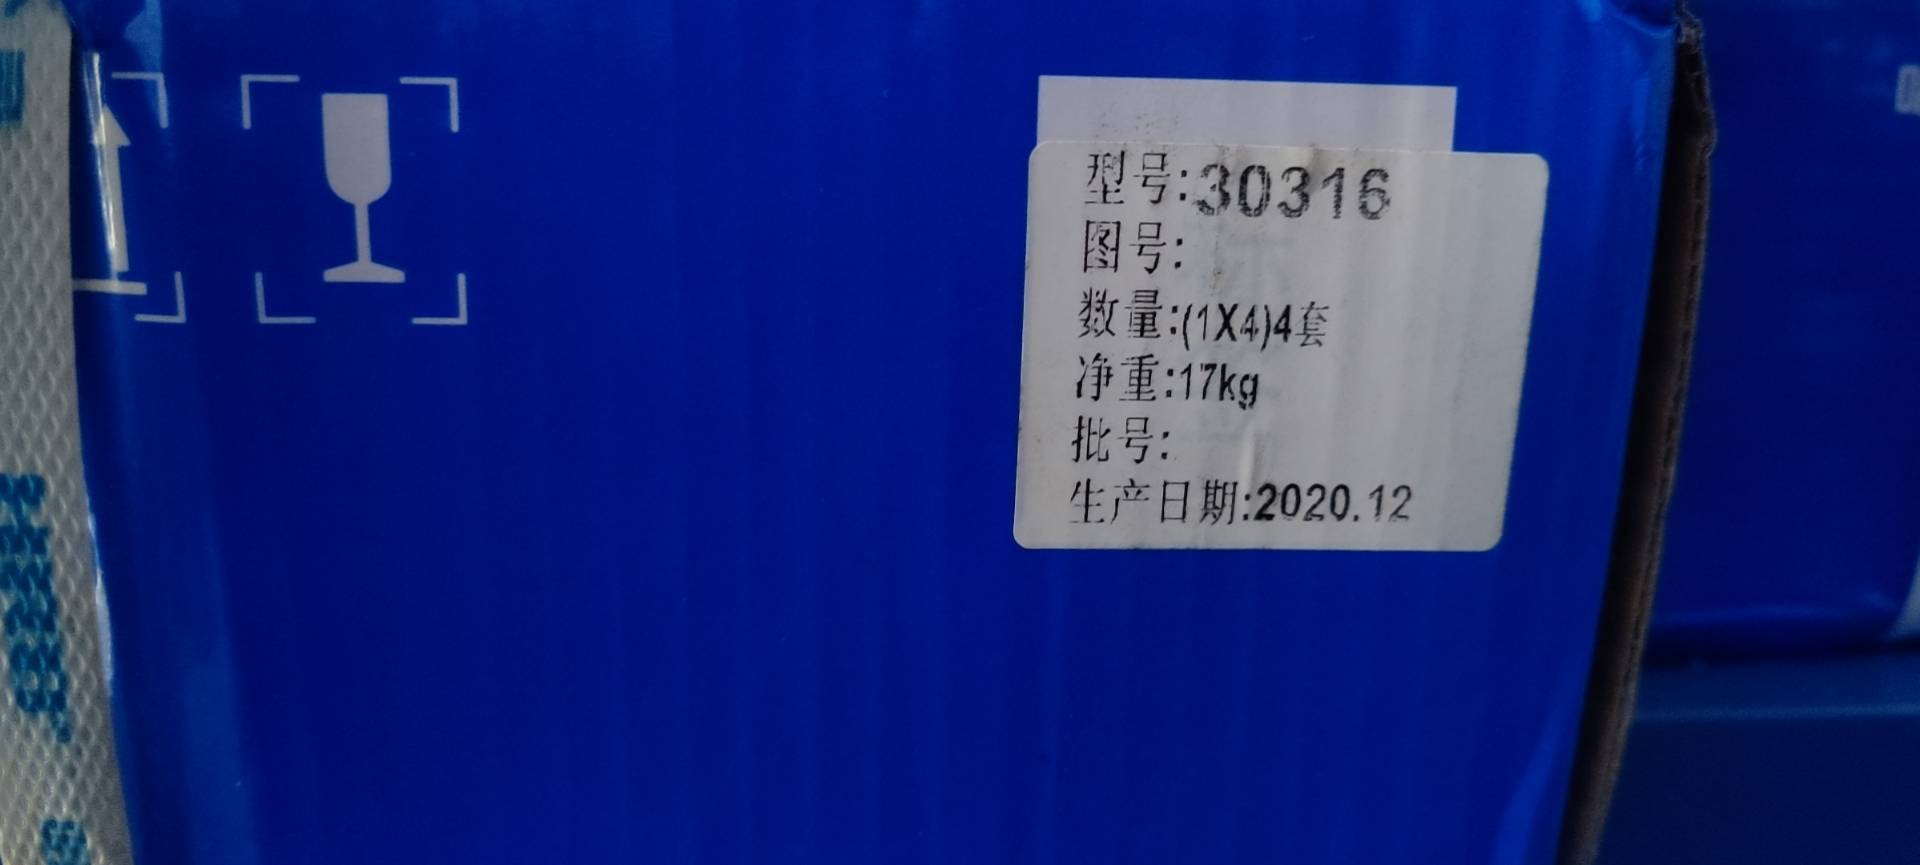 型号:30316
图号:
数量:(1X4)4套
净重:17kg
批号:
生产日期:2020.12